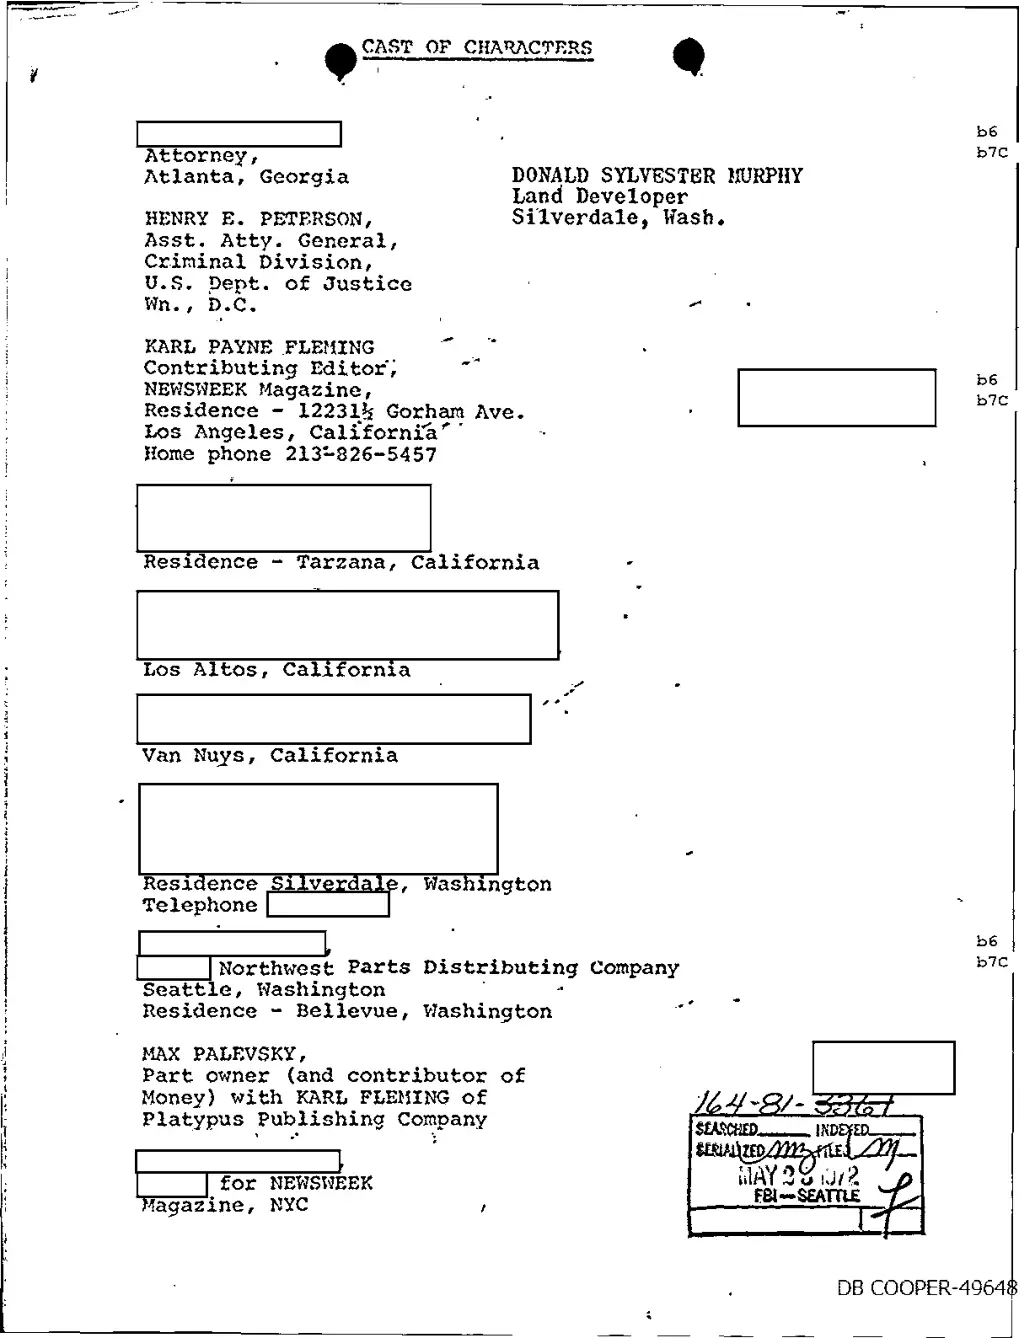 CAST OF CHARACTERS
b6
b7C
Attorney,
Atlanta, Georgia
DONALD SYLVESTER MURPHY
Land Developer
Silverdale, Wash.
HENRY E. PETERSON,
Asst. Atty. General,
Criminal Division,
U.S. Dept. of Justice
Wn., D.C.
KARL PAYNE FLEMING
Contributing Editor,
NEWSWEEK Magazine,
Residence - 12231½ Gorham Ave.
Los Angeles, California
Home phone 213-826-5457
b6
b7C
Residence - Tarzana, California
Los Altos, California
Van Nuys, California
Residence Silverdale, Washington
Telephone
b6
b7C
Northwest Parts Distributing Company
Seattle, Washington
Residence - Bellevue, Washington
MAX PALEVSKY,
Part owner (and contributor of
Money) with KARL FLEMING of
Platypus Publishing Company
for NEWSWEEK
Magazine, NYC
164-81-
SEARCHED INDEXED
SERIALIZED FILED
MAY 1972
FBI-SEATTLE
DB COOPER-49648